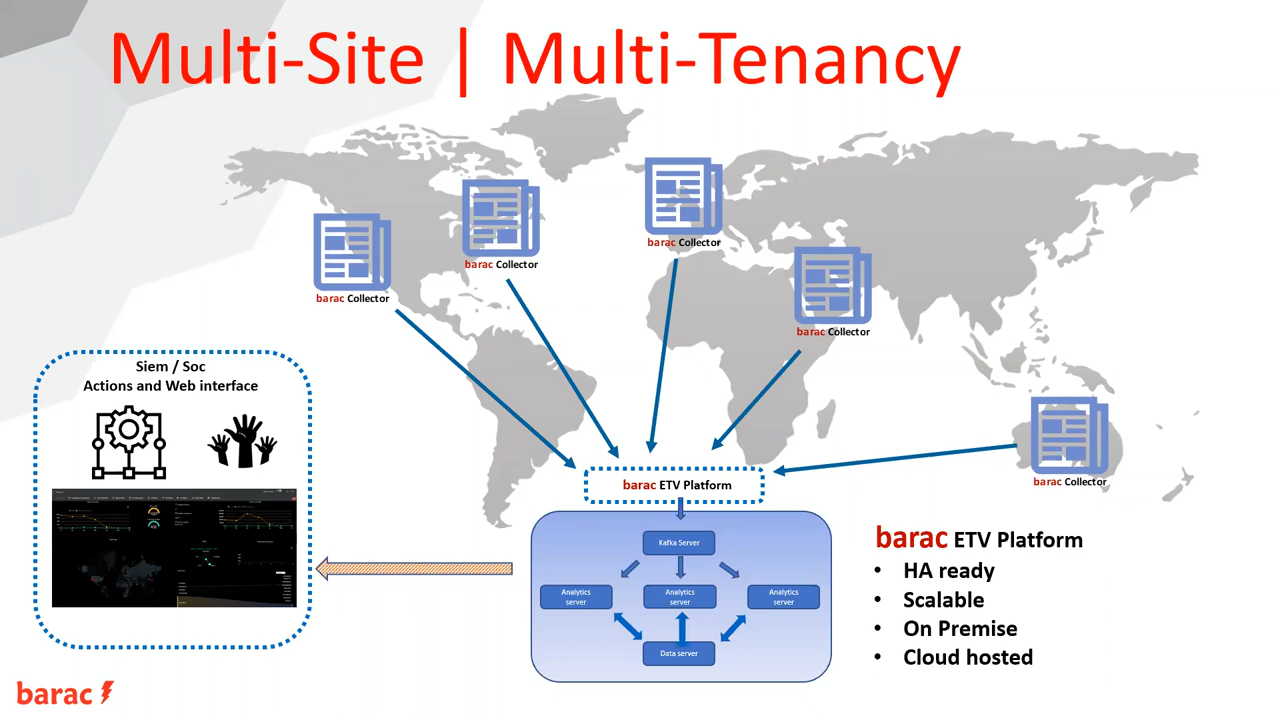 Multi-Site | Multi-Tenancy
barac Collector
barac Collector
barac Collector
barac Collector
barac Collector
Siem / Soc
Actions and Web interface
barac ETV Platform
Kafka Server
Analytics
server
Analytics
server
Analytics
server
Data server
barac ETV Platform
• HA ready
• Scalable
• On Premise
• Cloud hosted
barac